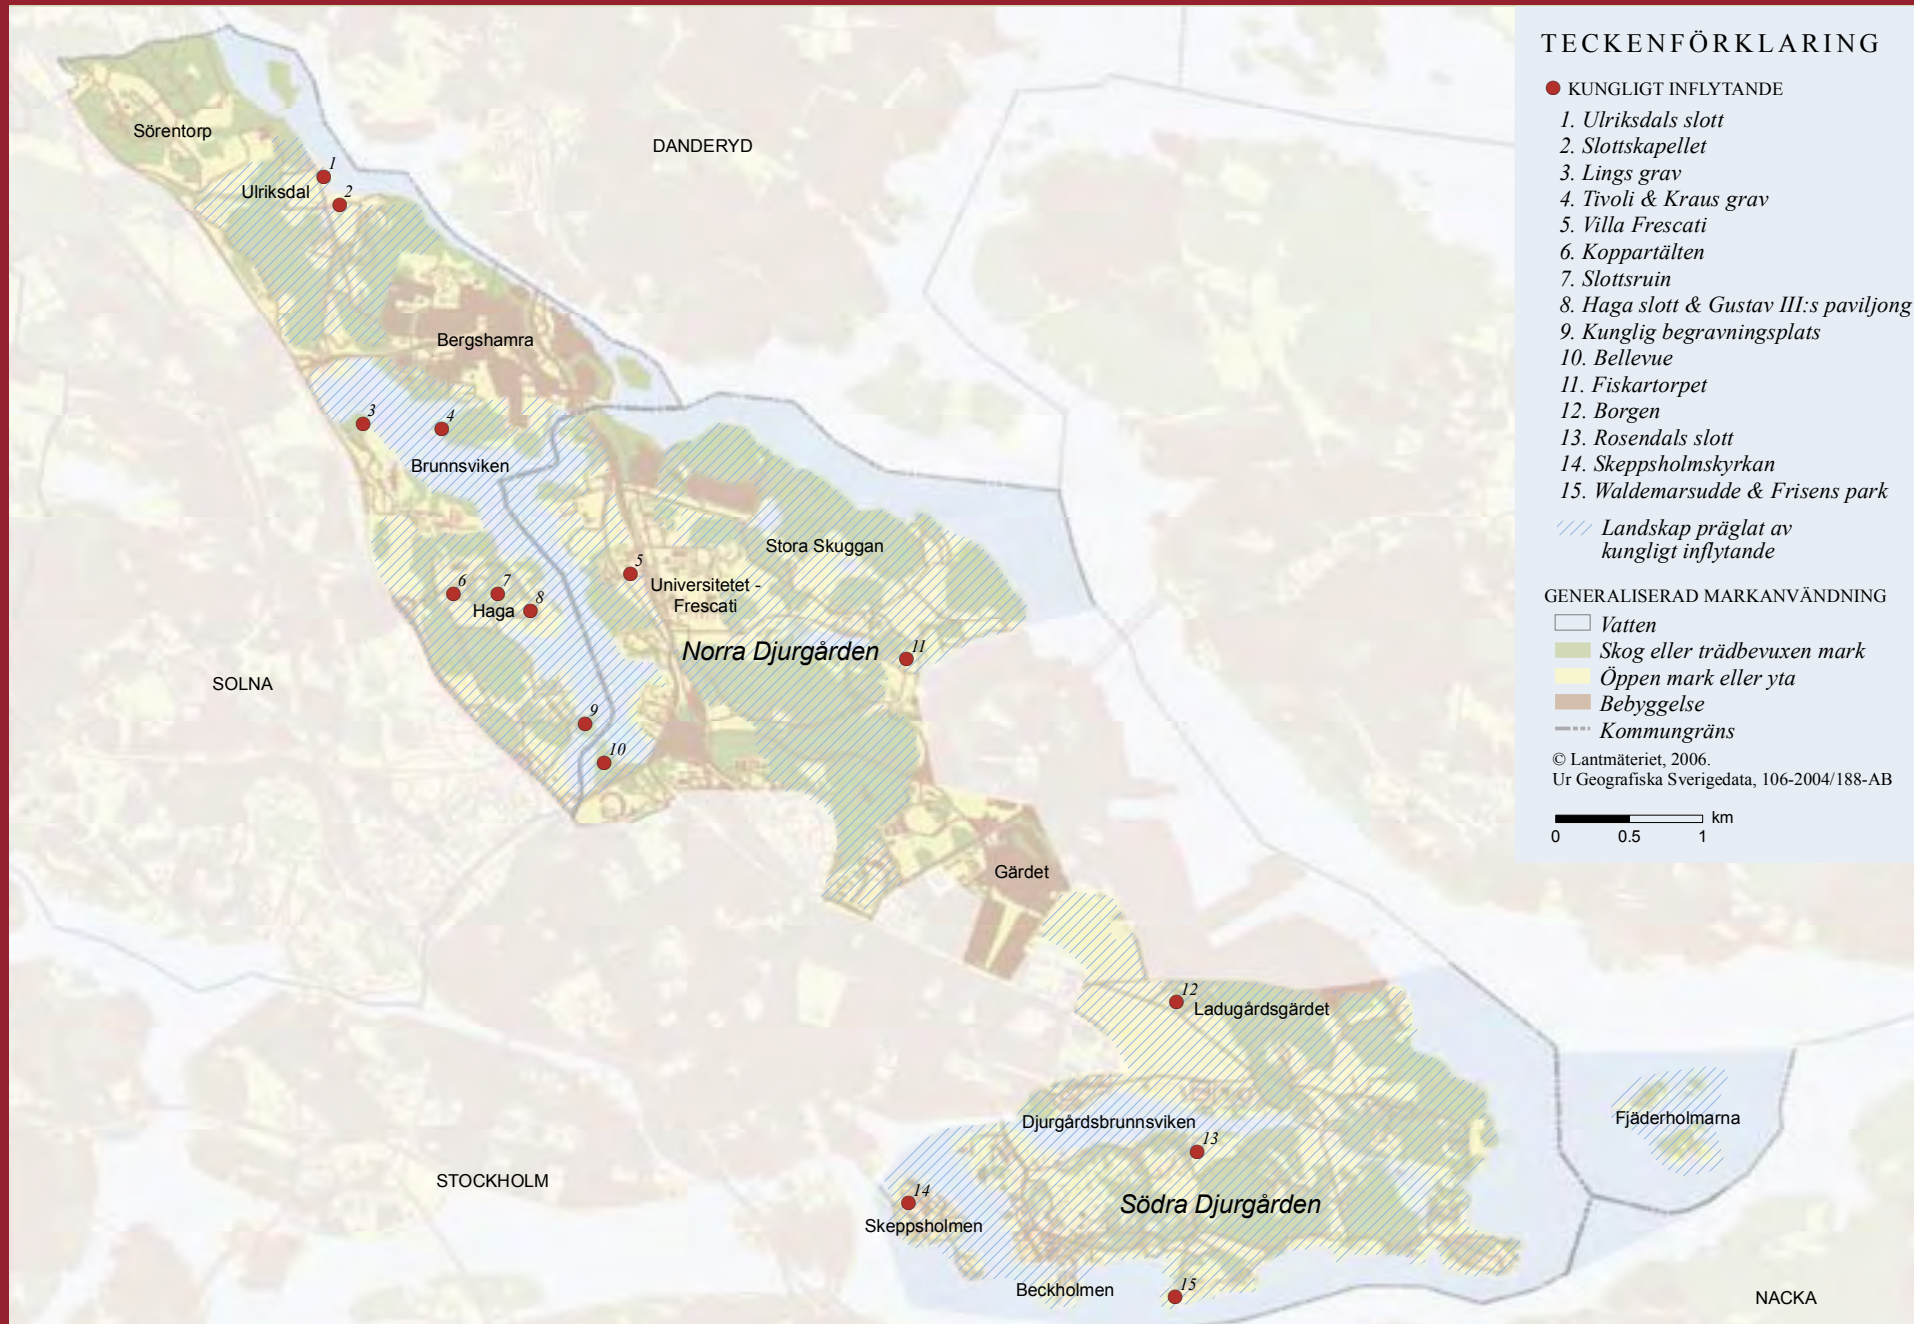 TECKENFÖRKLARING
KUNGLIGT INFLYTANDE
1. Ulriksdals slott
2. Slottskapellet
3. Lings grav
4. Tivoli & Kraus grav
5. Villa Frescati
6. Koppartälten
7. Slottsruin
8. Haga slott & Gustav III:s paviljong
9. Kunglig begravningsplats
10. Bellevue
11. Fiskartorpet
12. Borgen
13. Rosendals slott
14. Skeppsholmskyrkan
15. Waldemarsudde & Frisens park
Landskap präglat av
kungligt inflytande
GENERALISERAD MARKANVÄNDNING
Vatten
Skog eller trädbevuxen mark
Öppen mark eller yta
Bebyggelse
Kommungräns
© Lantmäteriet, 2006.
Ur Geografiska Sverigedata, 106-2004/188-AB
km
0 0.5 1
Sörentorp
DANDERYD
1
Ulriksdal
2
Bergshamra
3
4
Brunnsviken
Stora Skuggan
5
Universitetet -
Frescati
6
7
8
Haga
Norra Djurgården
11
SOLNA
9
10
Gärdet
12
Ladugårdsgärdet
Djurgårdsbrunnsviken
Fjäderholmarna
13
STOCKHOLM
14
Södra Djurgården
Skeppsholmen
Beckholmen
15
NACKA